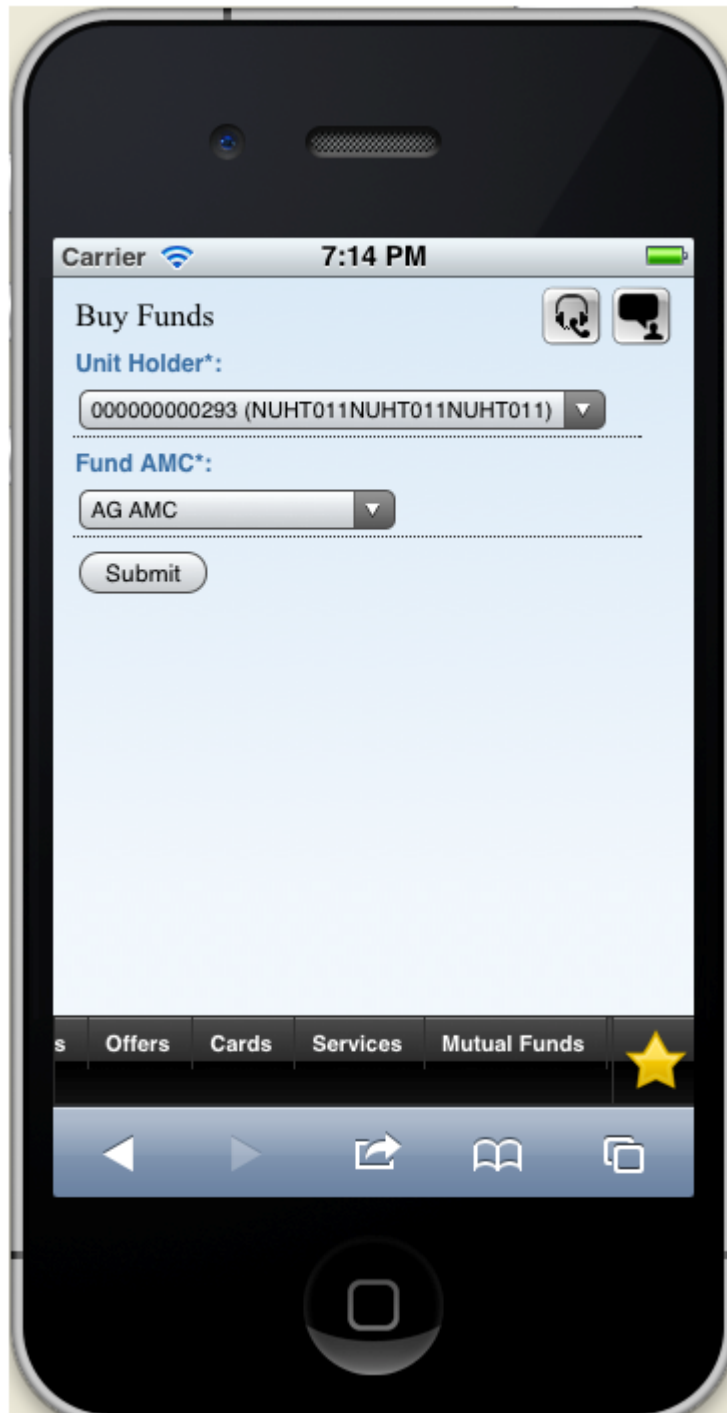 Carrier 7:14 PM
Buy Funds
Unit Holder*:
000000000293 (NUHT011NUHT011NUHT011)
Fund AMC*:
AG AMC
Submit
s Offers Cards Services Mutual Funds